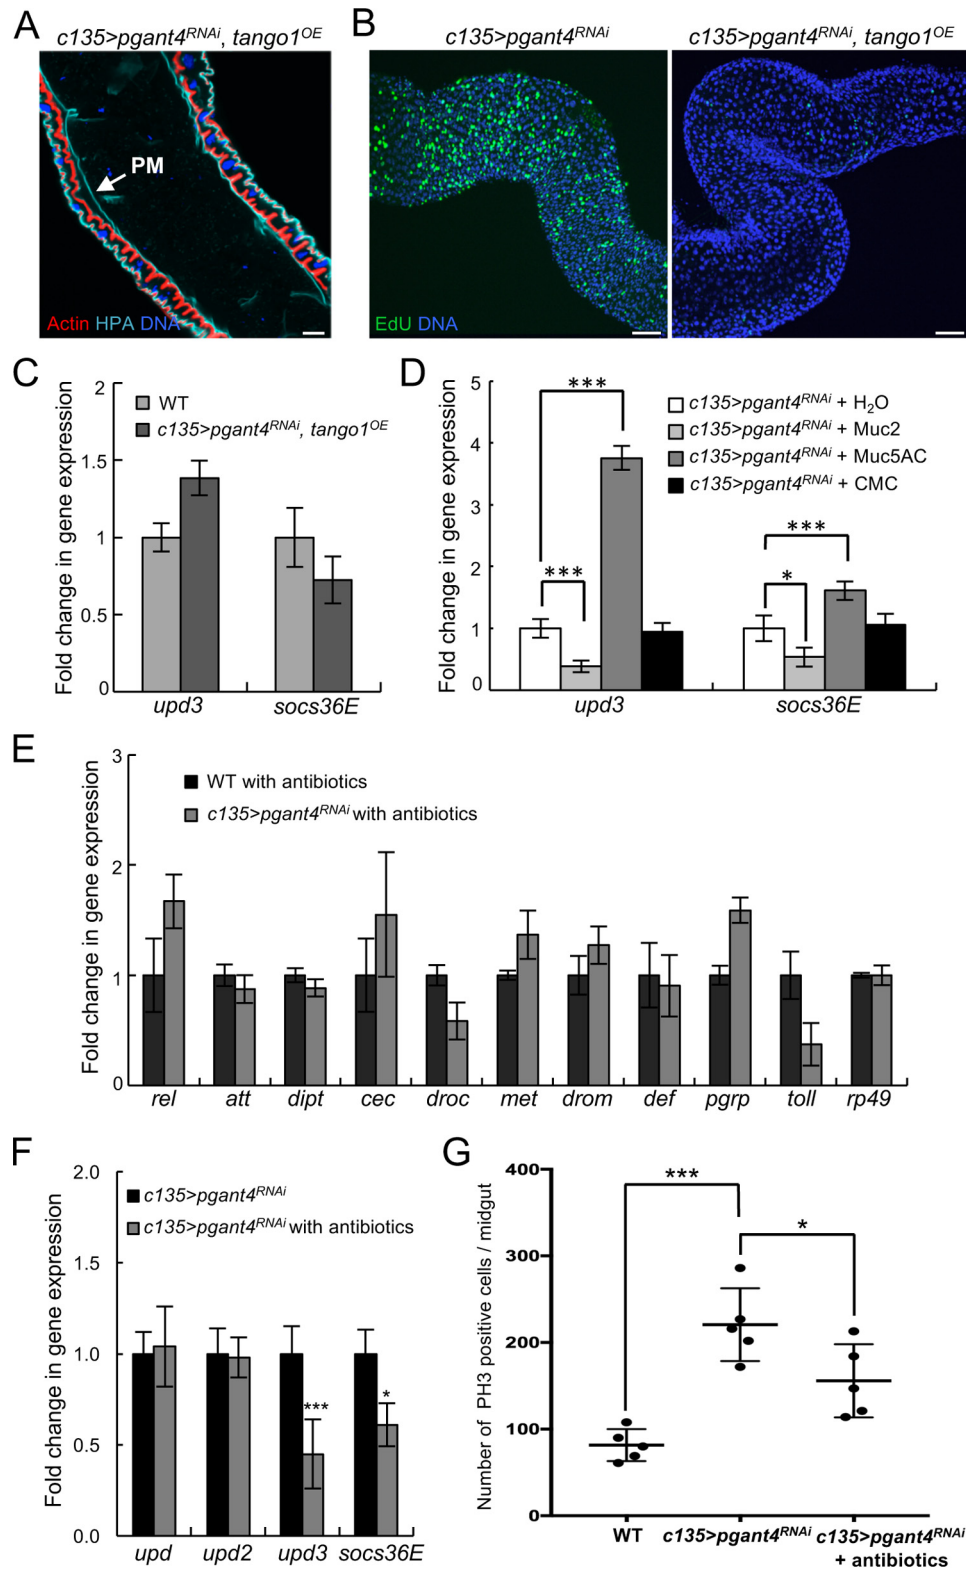 A
c135>pgant4RNAi, tango1OE
PM
Actin HPA DNA
B
c135>pgant4RNAi
c135>pgant4RNAi, tango1OE
EdU DNA
C
Fold change in gene expression
2
1.5
1
0.5
0
WT
c135>pgant4RNAi, tango1OE
upd3
socs36E
D
Fold change in gene expression
5
4
3
2
1
0
c135>pgant4RNAi + H2O
c135>pgant4RNAi + Muc2
c135>pgant4RNAi + Muc5AC
c135>pgant4RNAi + CMC
***
***
***
*
upd3
socs36E
E
Fold change in gene expression
3
2
1
0
WT with antibiotics
c135>pgant4RNAi with antibiotics
rel att dipt cec droc met drom def pgrp toll rp49
F
Fold change in gene expression
2.0
1.5
1.0
0.5
0.0
c135>pgant4RNAi
c135>pgant4RNAi with antibiotics
***
*
upd upd2 upd3 socs36E
G
Number of PH3 positive cells / midgut
400
300
200
100
0
***
*
WT
c135>pgant4RNAi
c135>pgant4RNAi
+ antibiotics